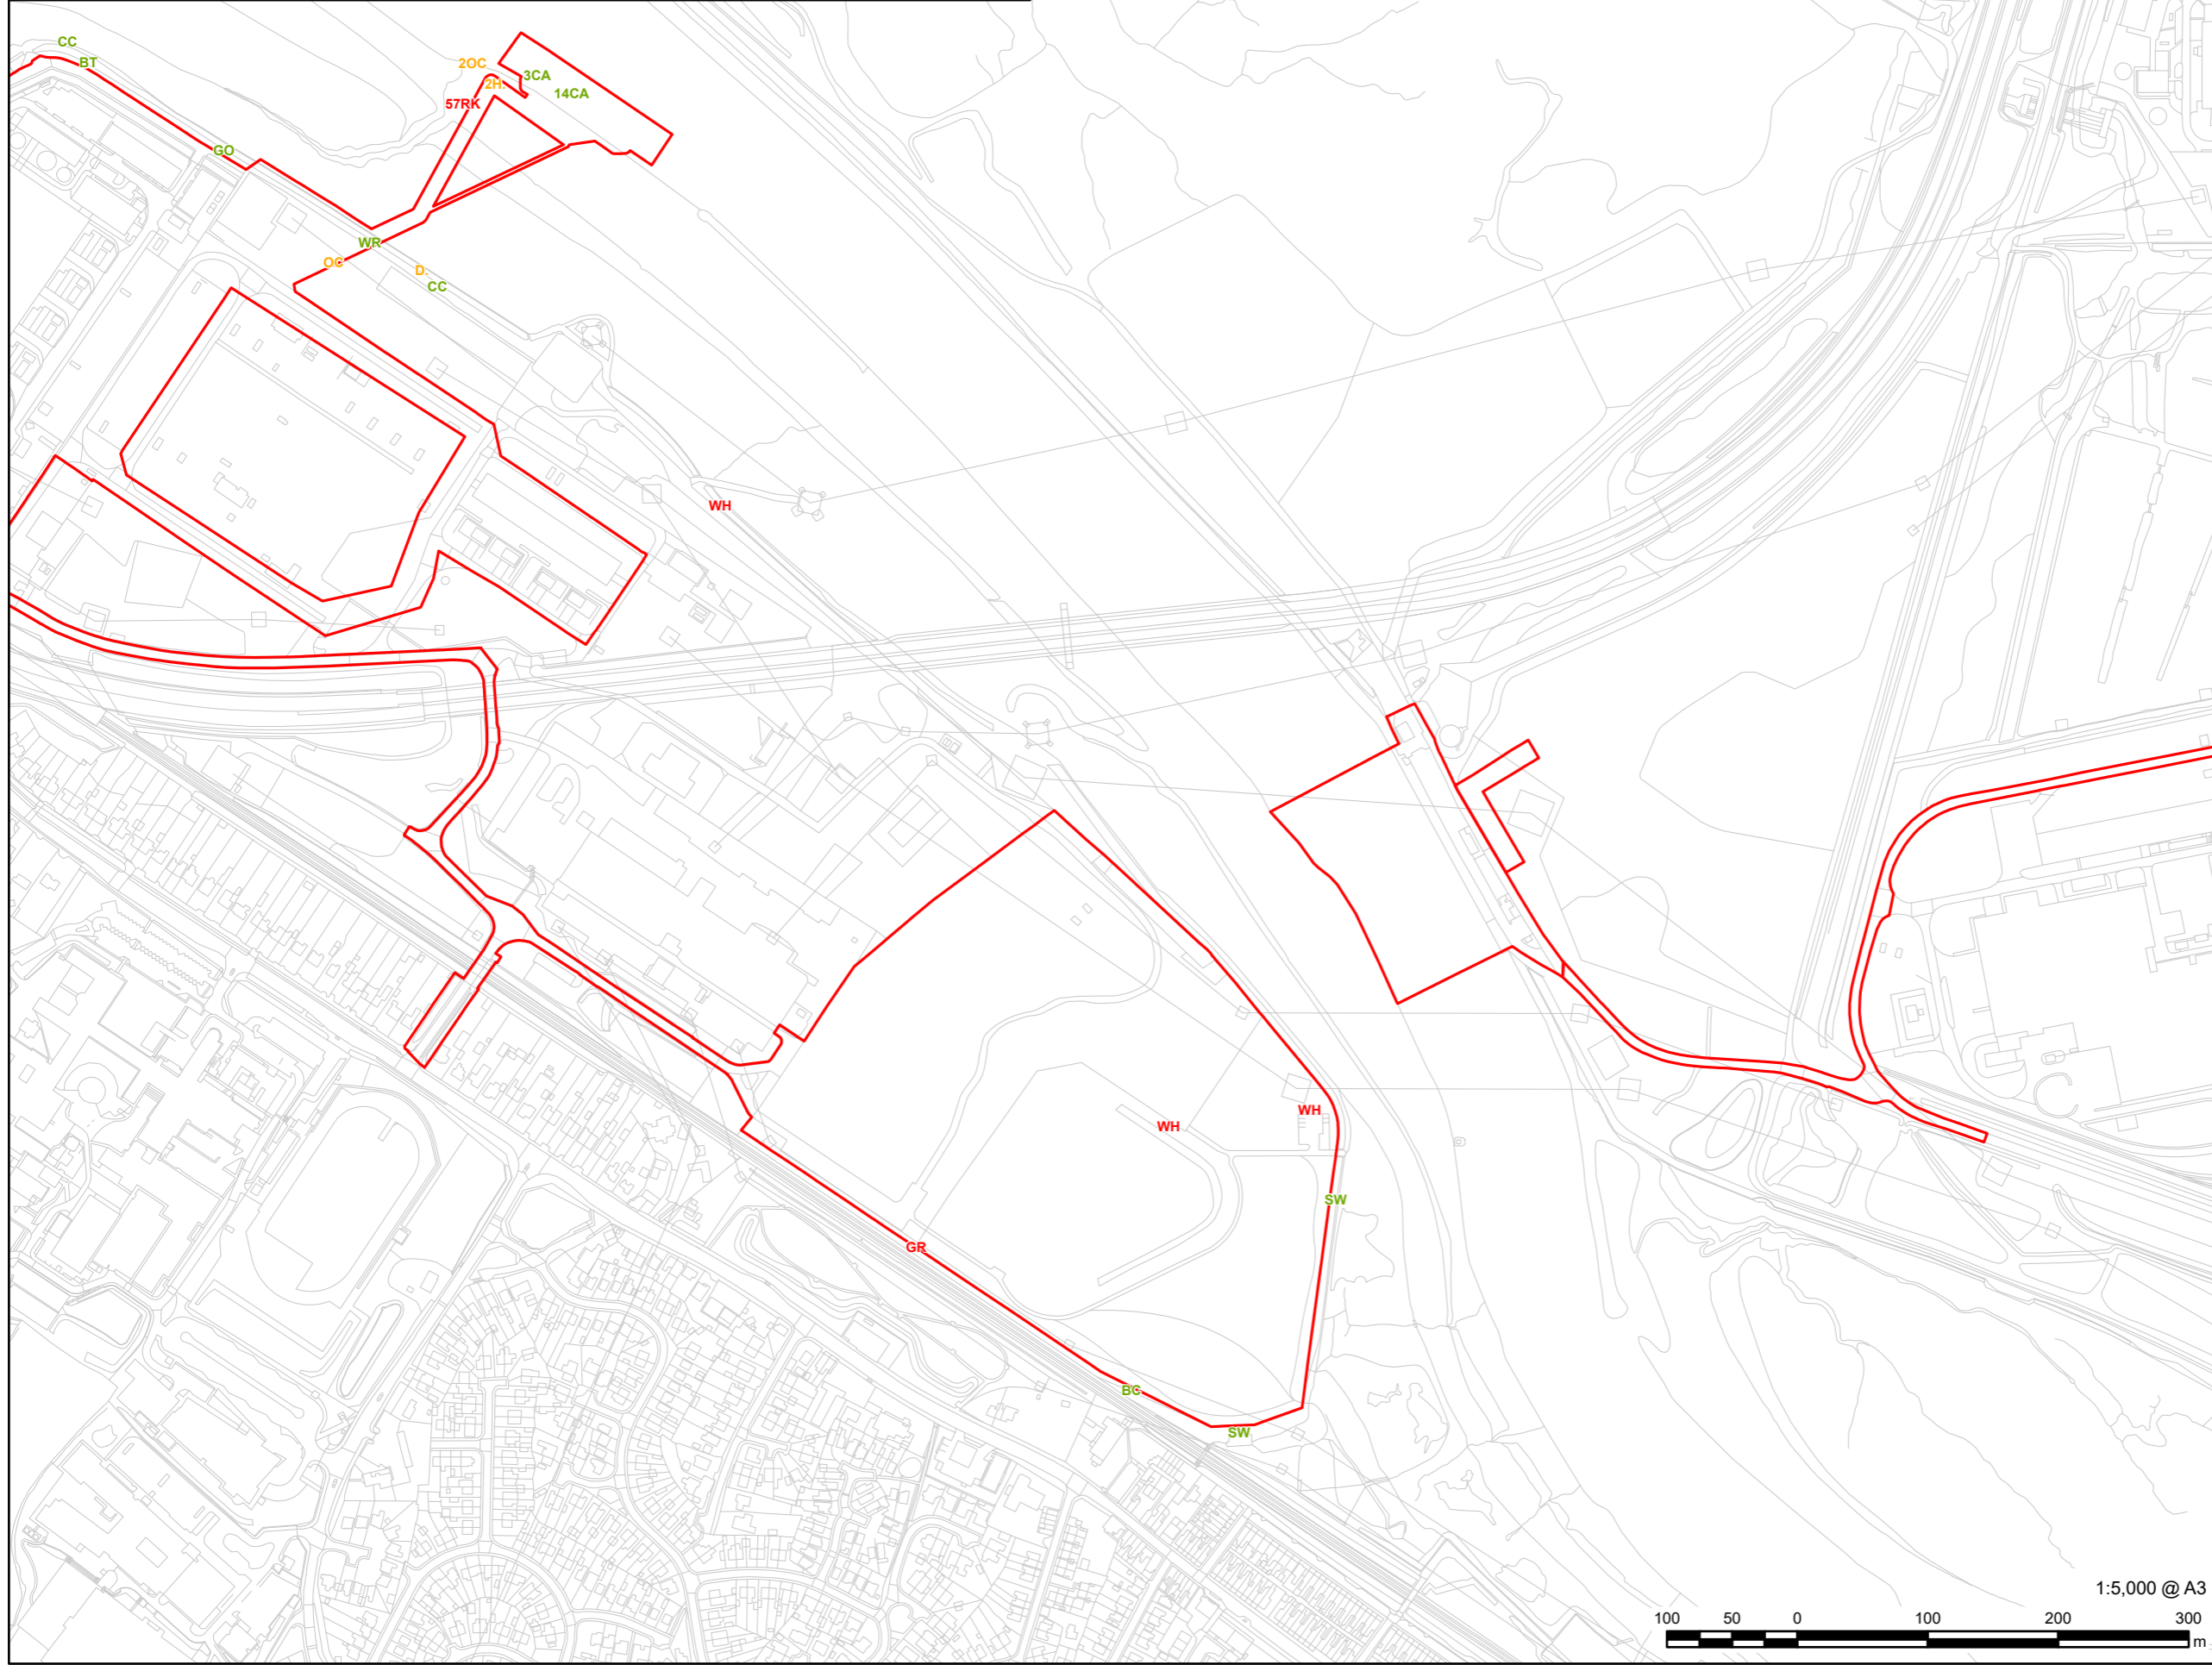 CC
BT
2OC
3CA
2H.
14CA
57RK
GO
WR
OC
D.
CC
WH
WH
WH
SW
GR
BC
SW
1:5,000 @ A3
100 50 0 100 200 300
m